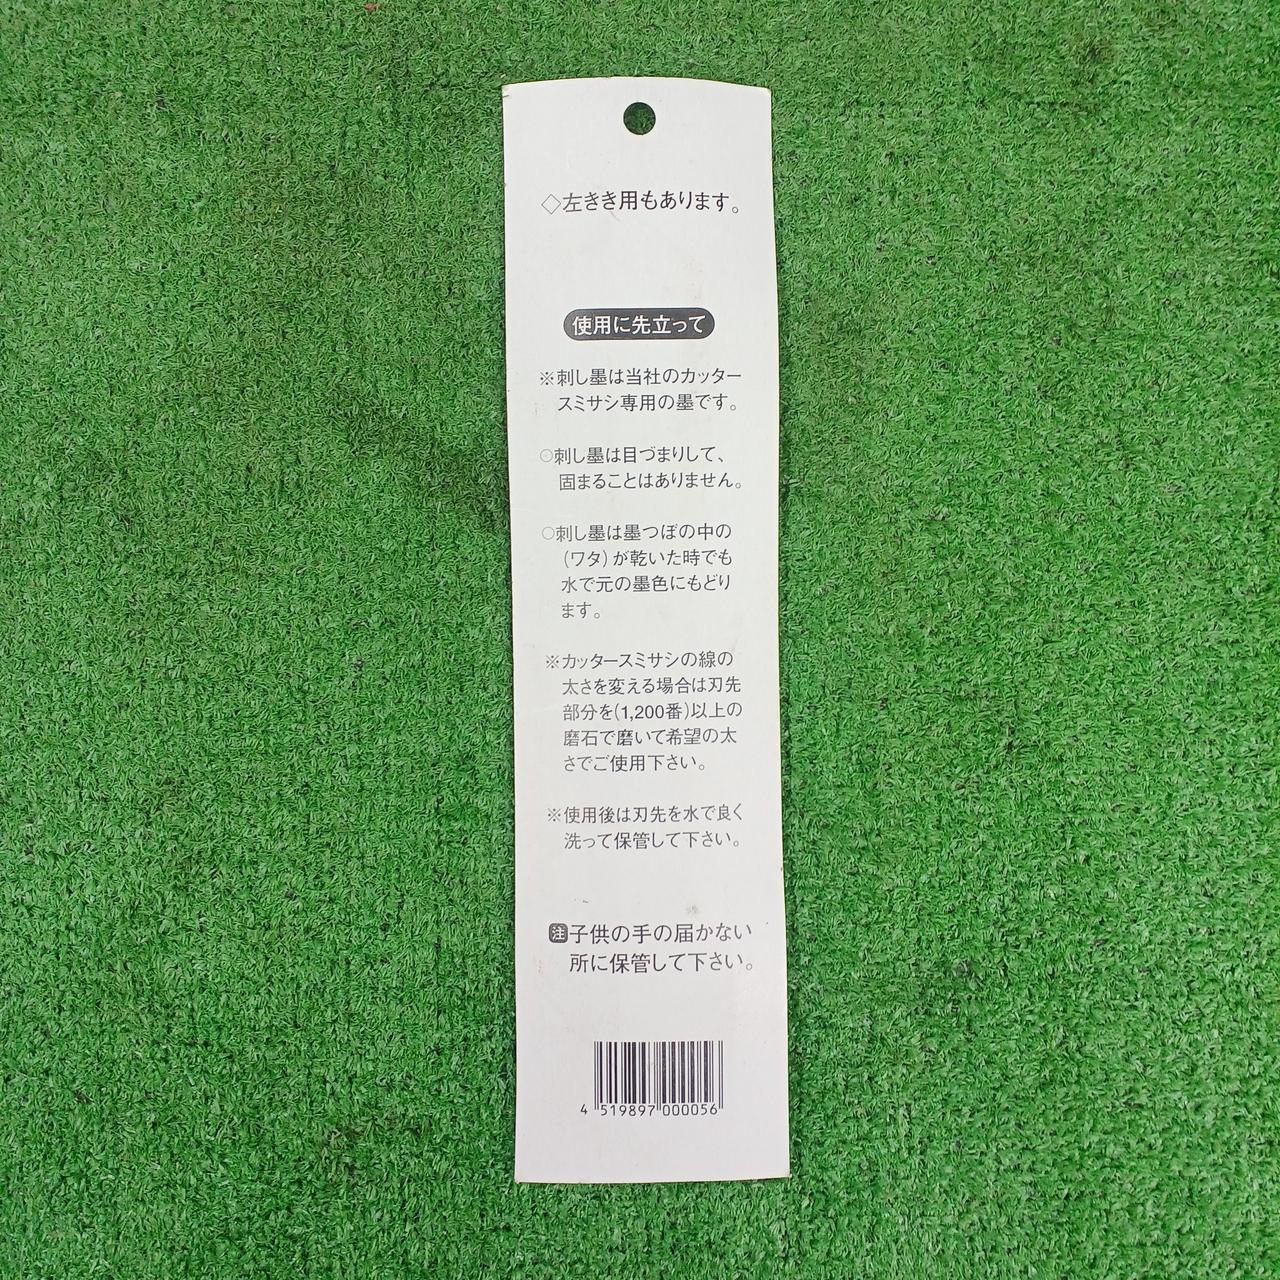 ◇左きき用もあります。
使用に先立って
※刺し墨は当社のカッター
スミサシ専用の墨です。
○刺し墨は目づまりして、
固まることはありません。
○刺し墨は墨つぼの中の
(ワタ)が乾いた時でも
水で元の墨色にもどり
ます。
※カッタースミサシの線の
太さを変える場合は刃先
部分を(1,200番)以上の
磨石で磨いて希望の太
さでご使用下さい。
※使用後は刃先を水で良く
洗って保管して下さい。
注子供の手の届かない
所に保管して下さい。
4 519897 000056